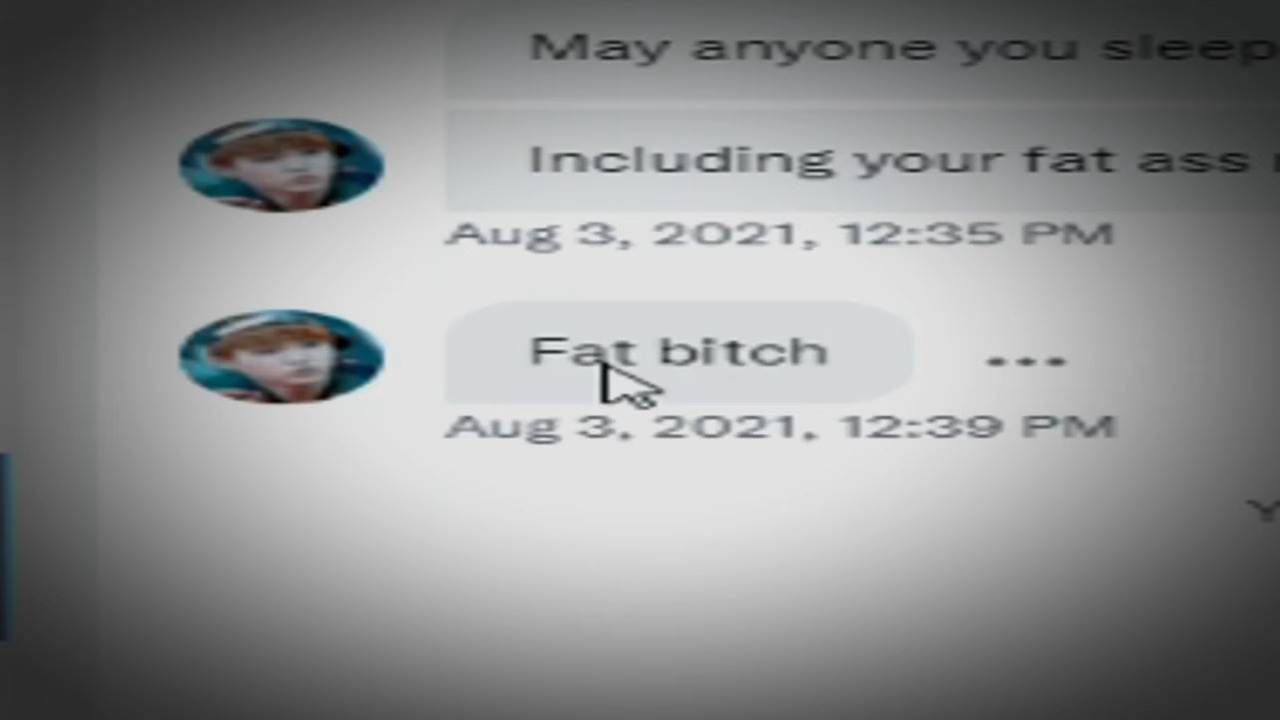 May anyone you sleep
Including your fat ass
Aug 3, 2021, 12:35 PM
Fat bitch
Aug 3, 2021, 12:39 PM